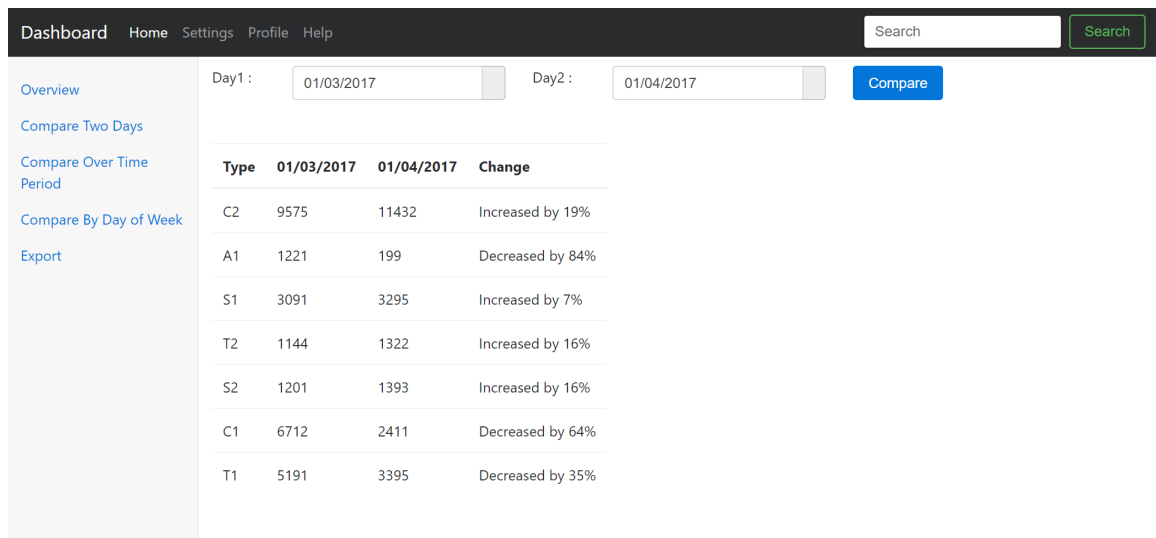 Dashboard Home Settings Profile Help Search Search
Overview
Compare Two Days
Compare Over Time
Period
Compare By Day of Week
Export
Day1 : 01/03/2017 Day2 : 01/04/2017 Compare
Type 01/03/2017 01/04/2017 Change
C2 9575 11432 Increased by 19%
A1 1221 199 Decreased by 84%
S1 3091 3295 Increased by 7%
T2 1144 1322 Increased by 16%
S2 1201 1393 Increased by 16%
C1 6712 2411 Decreased by 64%
T1 5191 3395 Decreased by 35%